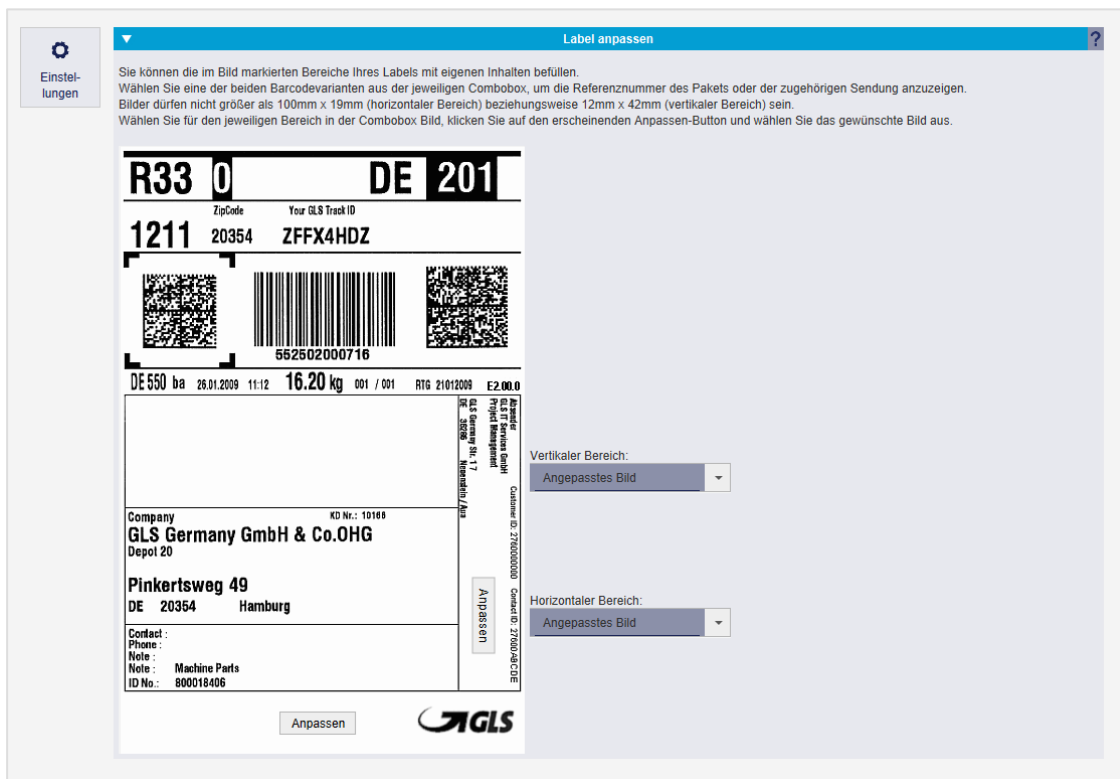 Label anpassen
?
Einstel-
lungen
Sie können die im Bild markierten Bereiche Ihres Labels mit eigenen Inhalten befüllen.
Wählen Sie eine der beiden Barcodevarianten aus der jeweiligen Combobox, um die Referenznummer des Pakets oder der zugehörigen Sendung anzuzeigen.
Bilder dürfen nicht größer als 100mm x 19mm (horizontaler Bereich) beziehungsweise 12mm x 42mm (vertikaler Bereich) sein.
Wählen Sie für den jeweiligen Bereich in der Combobox Bild, klicken Sie auf den erscheinenden Anpassen-Button und wählen Sie das gewünschte Bild aus.
R33 0 DE 201
ZipCode Your GLS Track ID
1211 20354 ZFFX4HDZ
552502000716
DE 550 ba 26.01.2009 11:12 16.20 kg 001 / 001 RTG 21012009 E2.00.0
Absender
GLS IT Services GmbH
Project Management
GLS Germany Str. 1 7
DE 36286 Neuenstein / Aua
Customer ID: 2760000000 Contact ID: 27600ABCDE
Anpassen
Vertikaler Bereich:
Angepasstes Bild
Company KD Nr.: 10166
GLS Germany GmbH & Co.OHG
Depot 20
Pinkertsweg 49
DE 20354 Hamburg
Horizontaler Bereich:
Angepasstes Bild
Contact :
Phone :
Note :
Note : Machine Parts
ID No.: 800018406
Anpassen
GLS